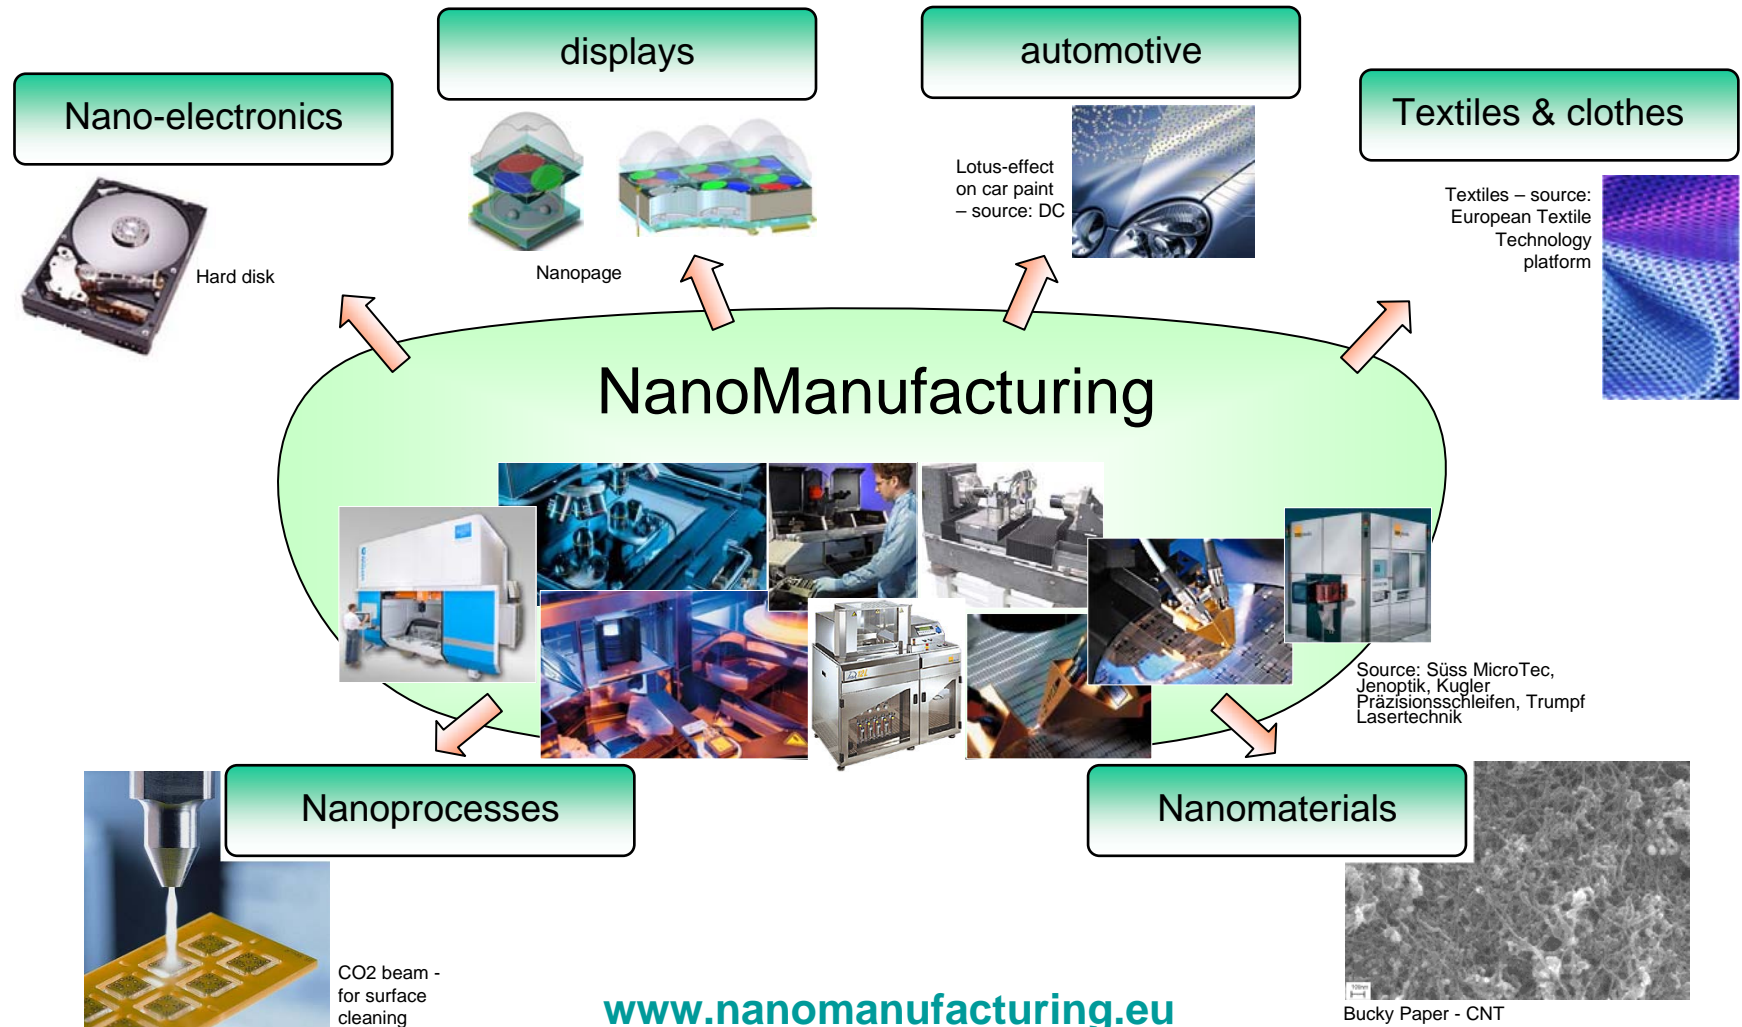 displays
automotive
Nano-electronics
Textiles & clothes
Lotus-effect
on car paint
– source: DC
Textiles – source:
European Textile
Technology
platform
Hard disk
Nanopage
NanoManufacturing
Source: Süss MicroTec,
Jenoptik, Kugler
Präzisionsschleifen, Trumpf
Lasertechnik
Nanoprocesses
Nanomaterials
CO2 beam -
for surface
cleaning
100nm
Bucky Paper - CNT
www.nanomanufacturing.eu